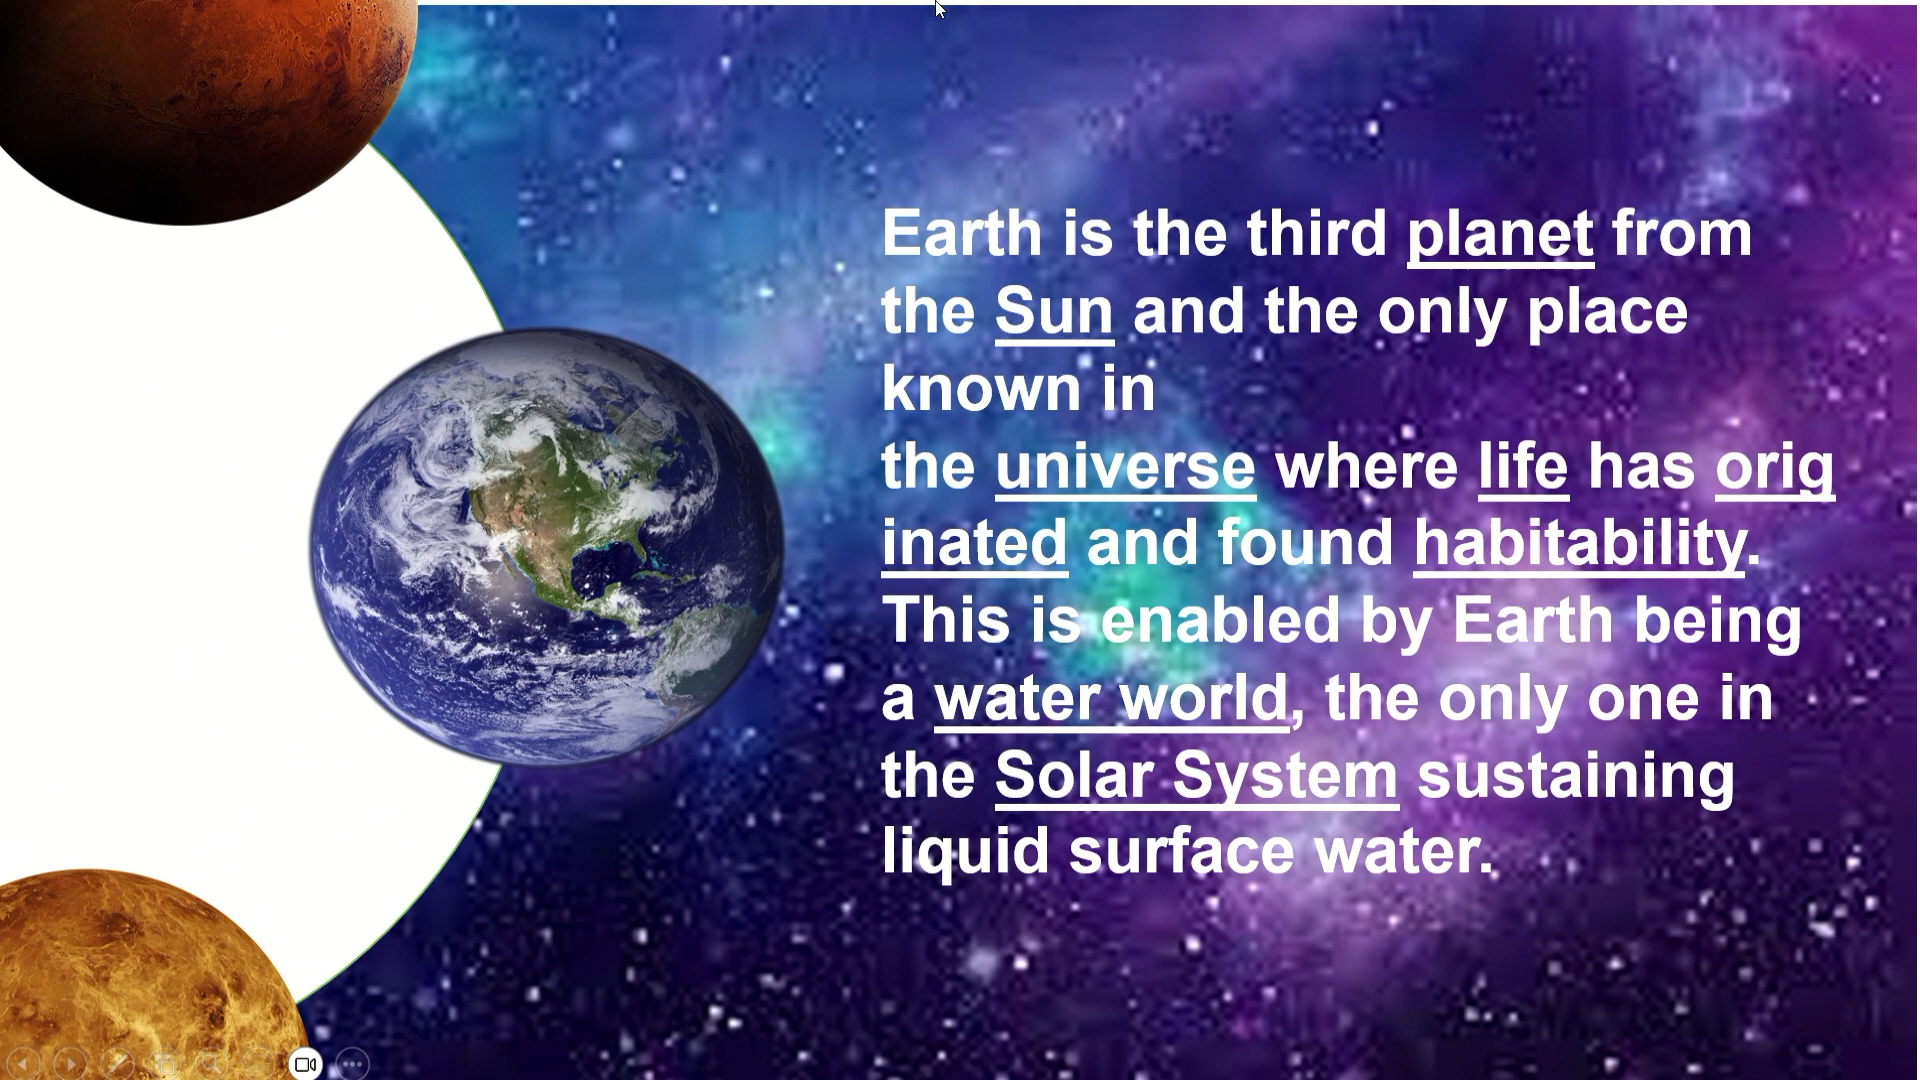 Earth is the third planet from
the Sun and the only place
known in
the universe where life has orig
inated and found habitability.
This is enabled by Earth being
a water world, the only one in
the Solar System sustaining
liquid surface water.